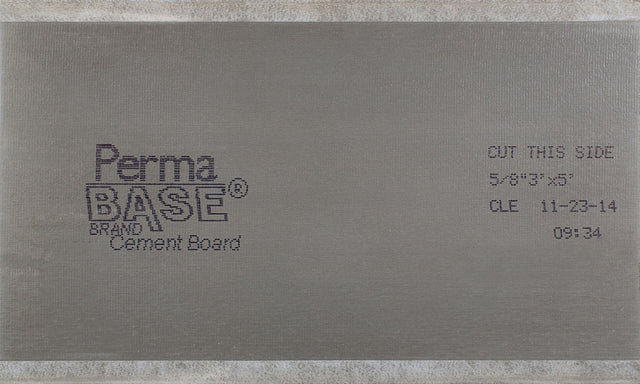 Perma
BASE®
BRAND
Cement Board
CUT THIS SIDE
5/8"3'x5'
CLE 11-23-14
09:34